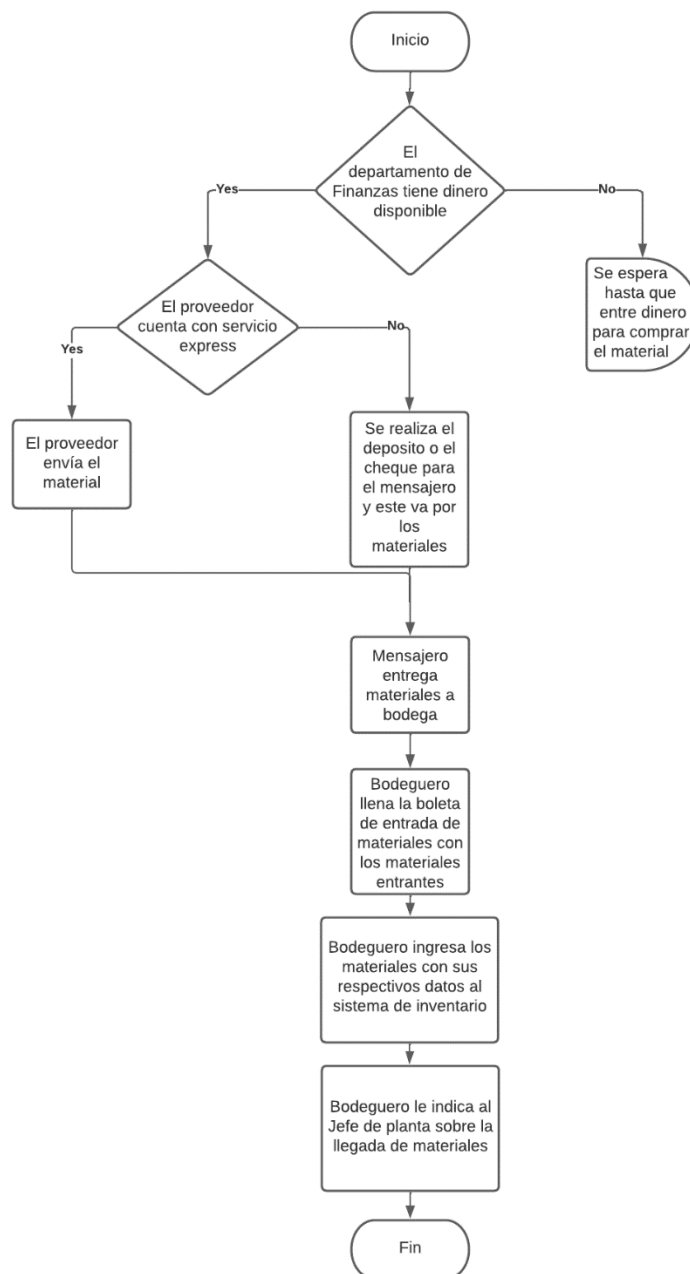 Inicio
El
departamento de
Finanzas tiene dinero
disponible
Yes
No
El proveedor
cuenta con servicio
express
Se espera
hasta que
entre dinero
para comprar
el material
Yes
No
El proveedor
envía el
material
Se realiza el
deposito o el
cheque para
el mensajero
y este va por
los
materiales
Mensajero
entrega
materiales a
bodega
Bodeguero
llena la boleta
de entrada de
materiales con
los materiales
entrantes
Bodeguero ingresa los
materiales con sus
respectivos datos al
sistema de inventario
Bodeguero le indica al
Jefe de planta sobre la
llegada de materiales
Fin